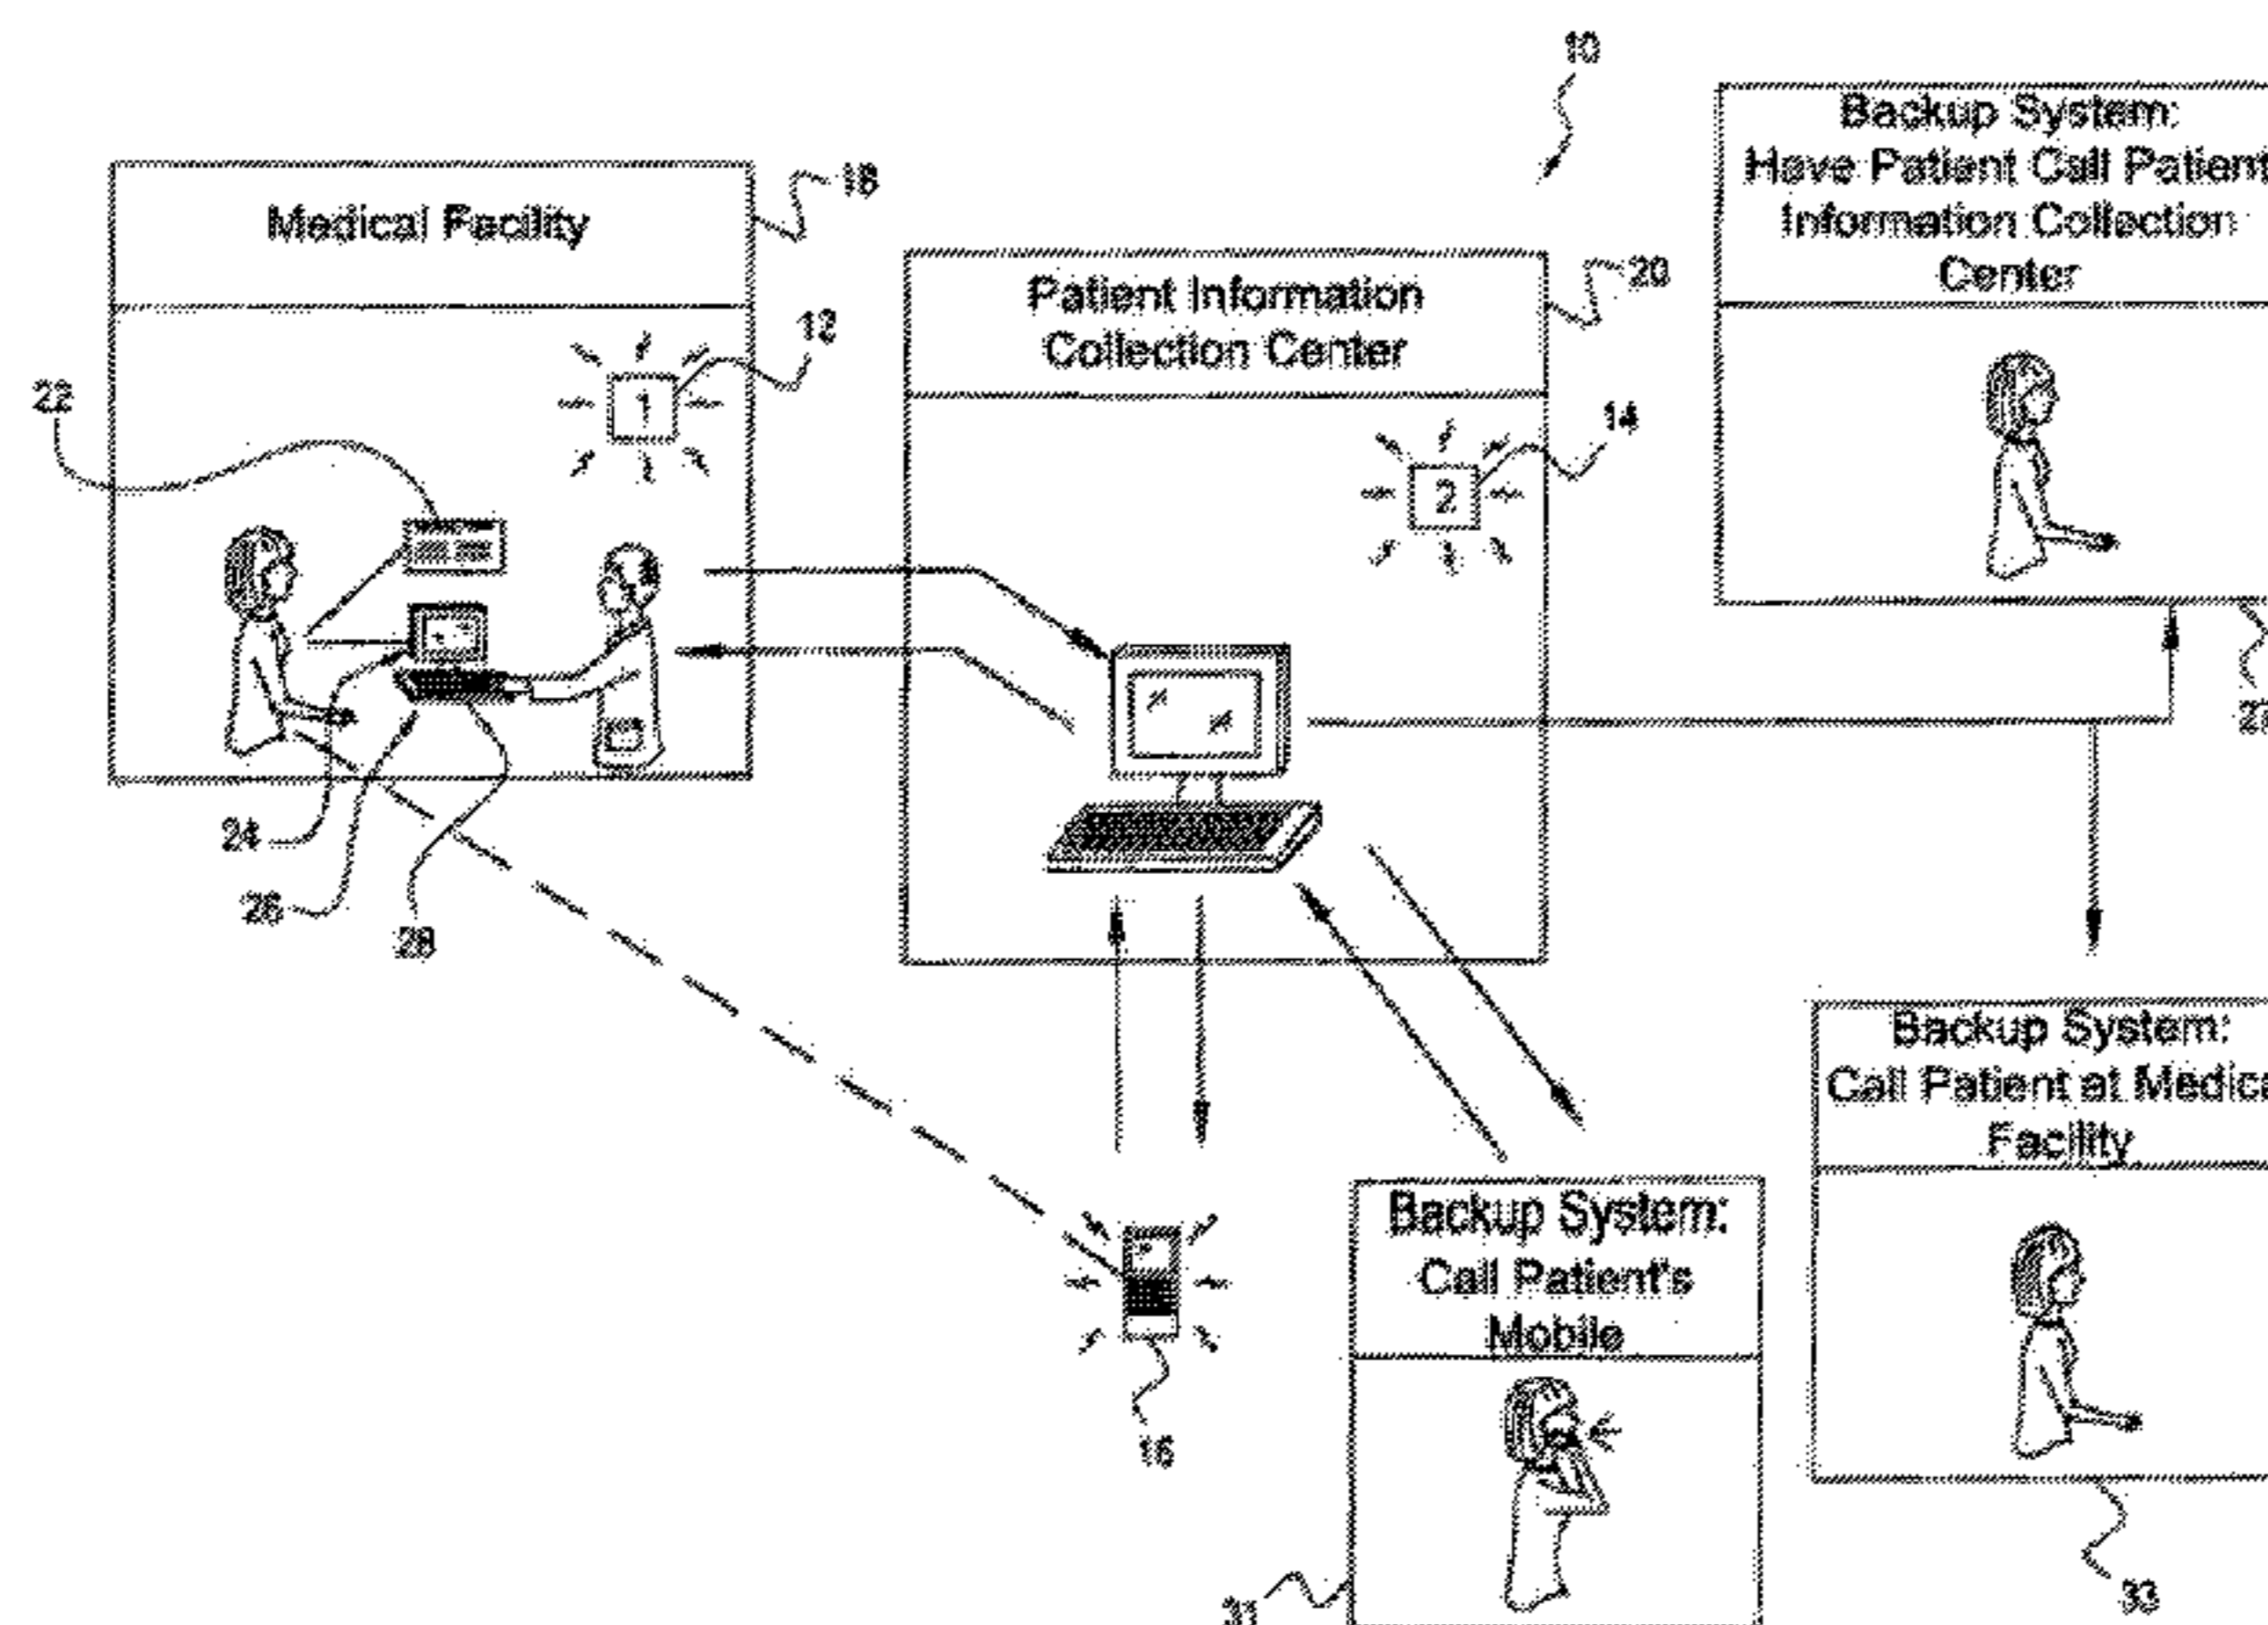 10
Backup System:
Have Patient Call Patient
Information Collection
Center
Medical Facility
18
Patient Information
Collection Center
20
12
1
22
14
2
24
26
28
Backup System:
Call Patient at
Facility
Backup System:
Call Patient's
Mobile
16
31
33